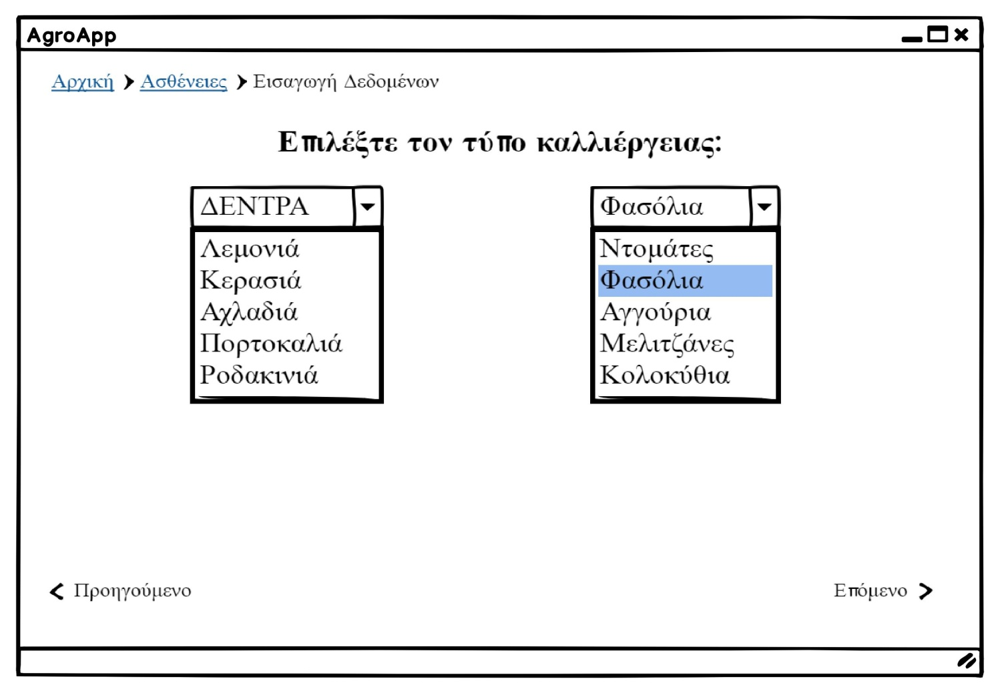 AgroApp
Αρχική > Ασθένειες > Εισαγωγή Δεδομένων
Επιλέξτε τον τύπο καλλιέργειας:
ΔΕΝΤΡΑ
Λεμονιά
Κερασιά
Αχλαδιά
Πορτοκαλιά
Ροδακινιά
Φασόλια
Ντομάτες
Φασόλια
Αγγούρια
Μελιτζάνες
Κολοκύθια
< Προηγούμενο
Επόμενο >